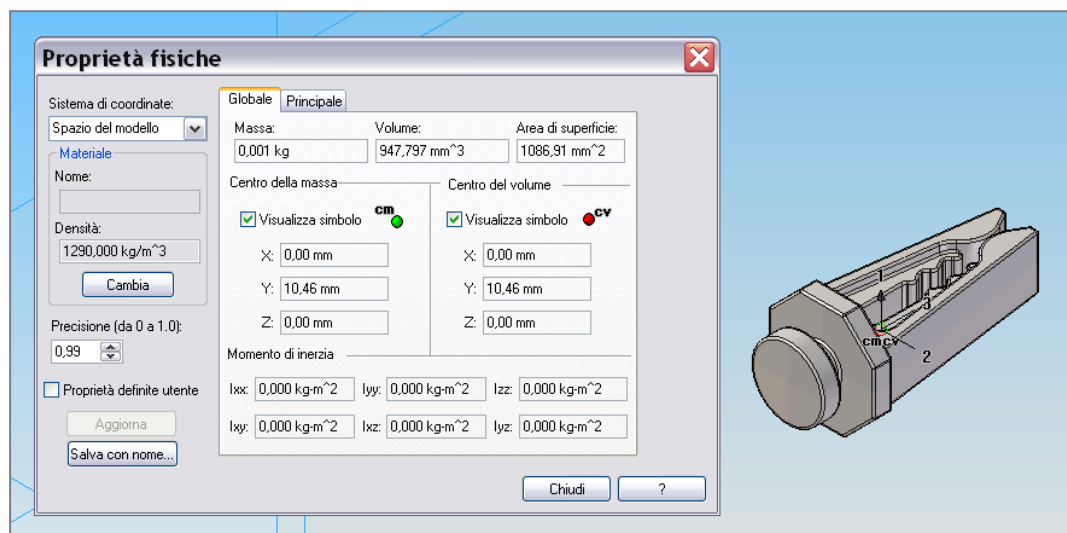 Proprietà fisiche
Sistema di coordinate:
Spazio del modello
Materiale
Nome:
Densità:
1290,000 kg/m^3
Cambia
Precisione (da 0 a 1.0):
0,99
Proprietà definite utente
Aggiorna
Salva con nome...
Globale Principale
Massa: Volume: Area di superficie:
0,001 kg 947,797 mm^3 1086,91 mm^2
Centro della massa Centro del volume
Visualizza simbolo cm Visualizza simbolo cv
X: 0,00 mm X: 0,00 mm
Y: 10,46 mm Y: 10,46 mm
Z: 0,00 mm Z: 0,00 mm
Momento di inerzia
Ixx: 0,000 kg-m^2 Iyy: 0,000 kg-m^2 Izz: 0,000 kg-m^2
Ixy: 0,000 kg-m^2 Ixz: 0,000 kg-m^2 Iyz: 0,000 kg-m^2
Chiudi ?
1
3
cmcv
2